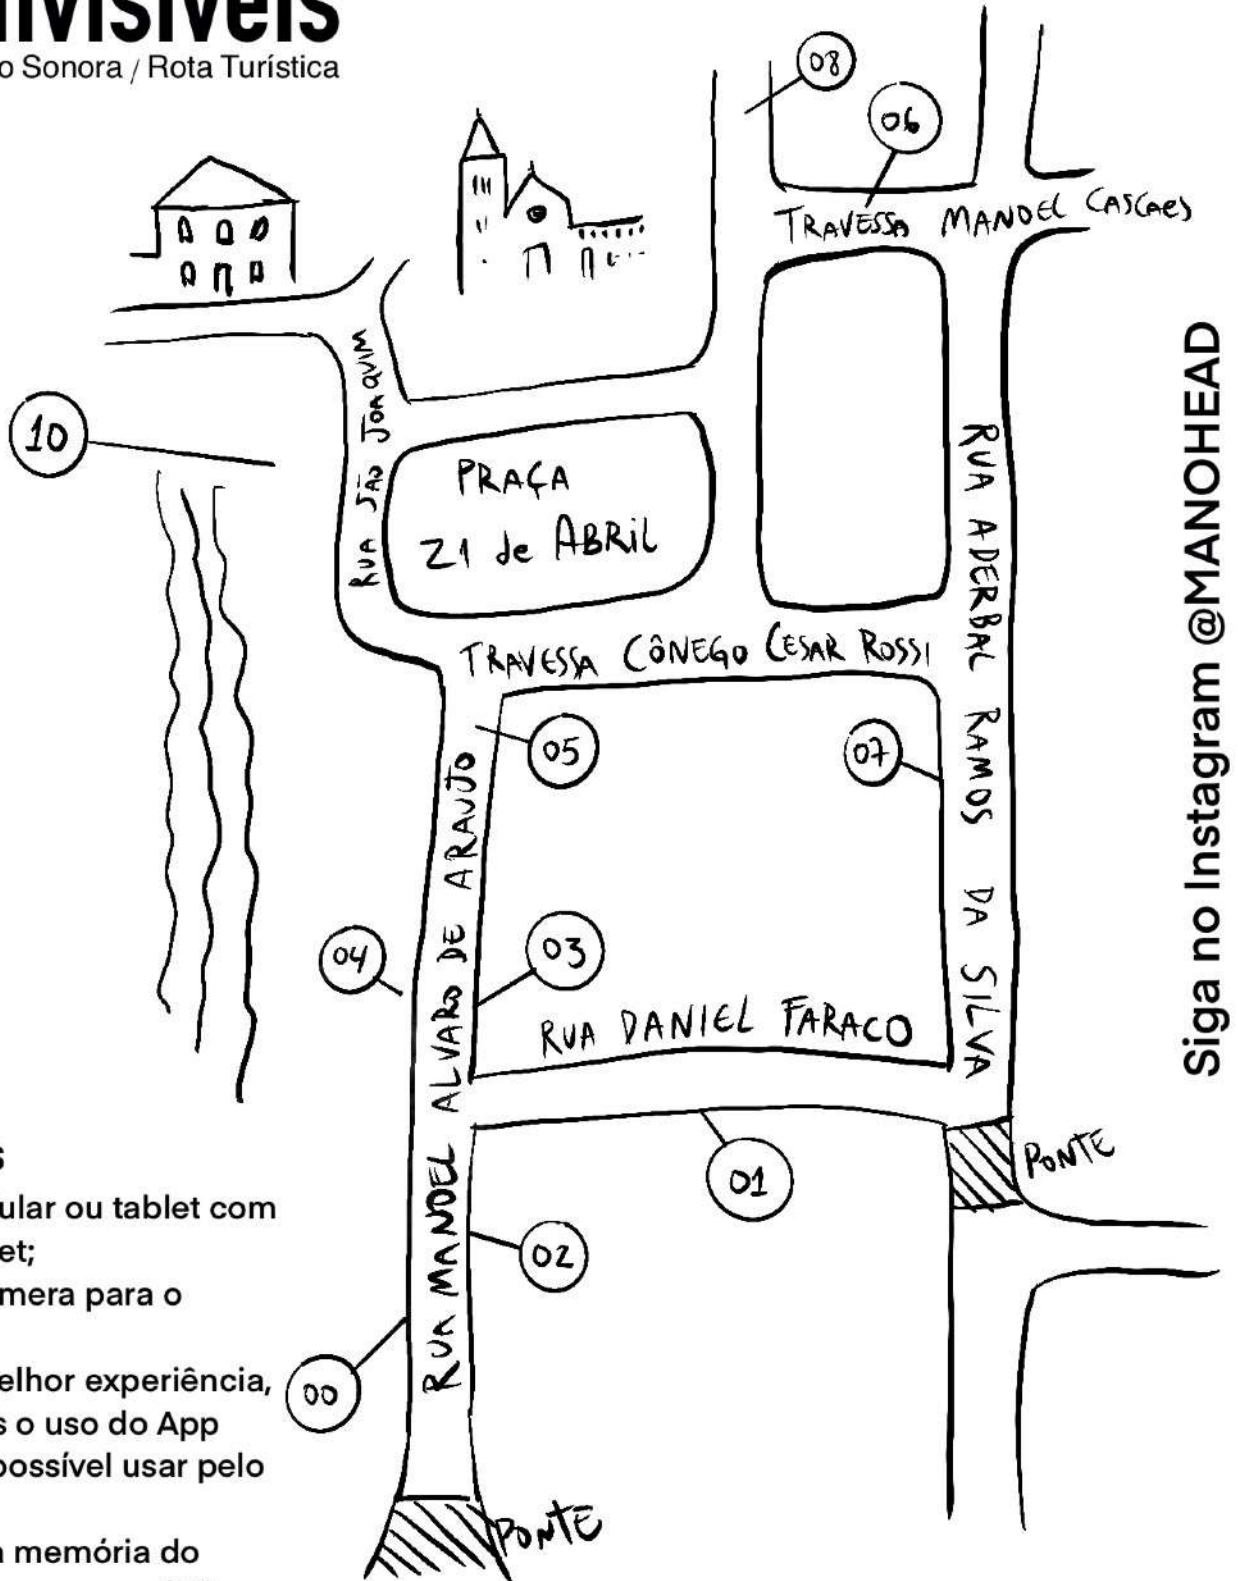 nvisíveis
o Sonora / Rota Turística
08
06
TRAVESSA MANOEL CASCAES
10
RUA SÃO JOAQUIM
PRAÇA
21 de ABRIL
RUA ADERBAL RAMOS DA SILVA
TRAVESSA CÔNEGO CESAR ROSSI
05
07
RUA MANOEL ALVARO DE ARAUJO
04
03
RUA DANIEL FARACO
01
PONTE
02
00
PONTE
Siga no Instagram @MANOHEAD
s
ular ou tablet com
et;
mera para o
elhor experiência,
s o uso do App
possível usar pelo
a memória do